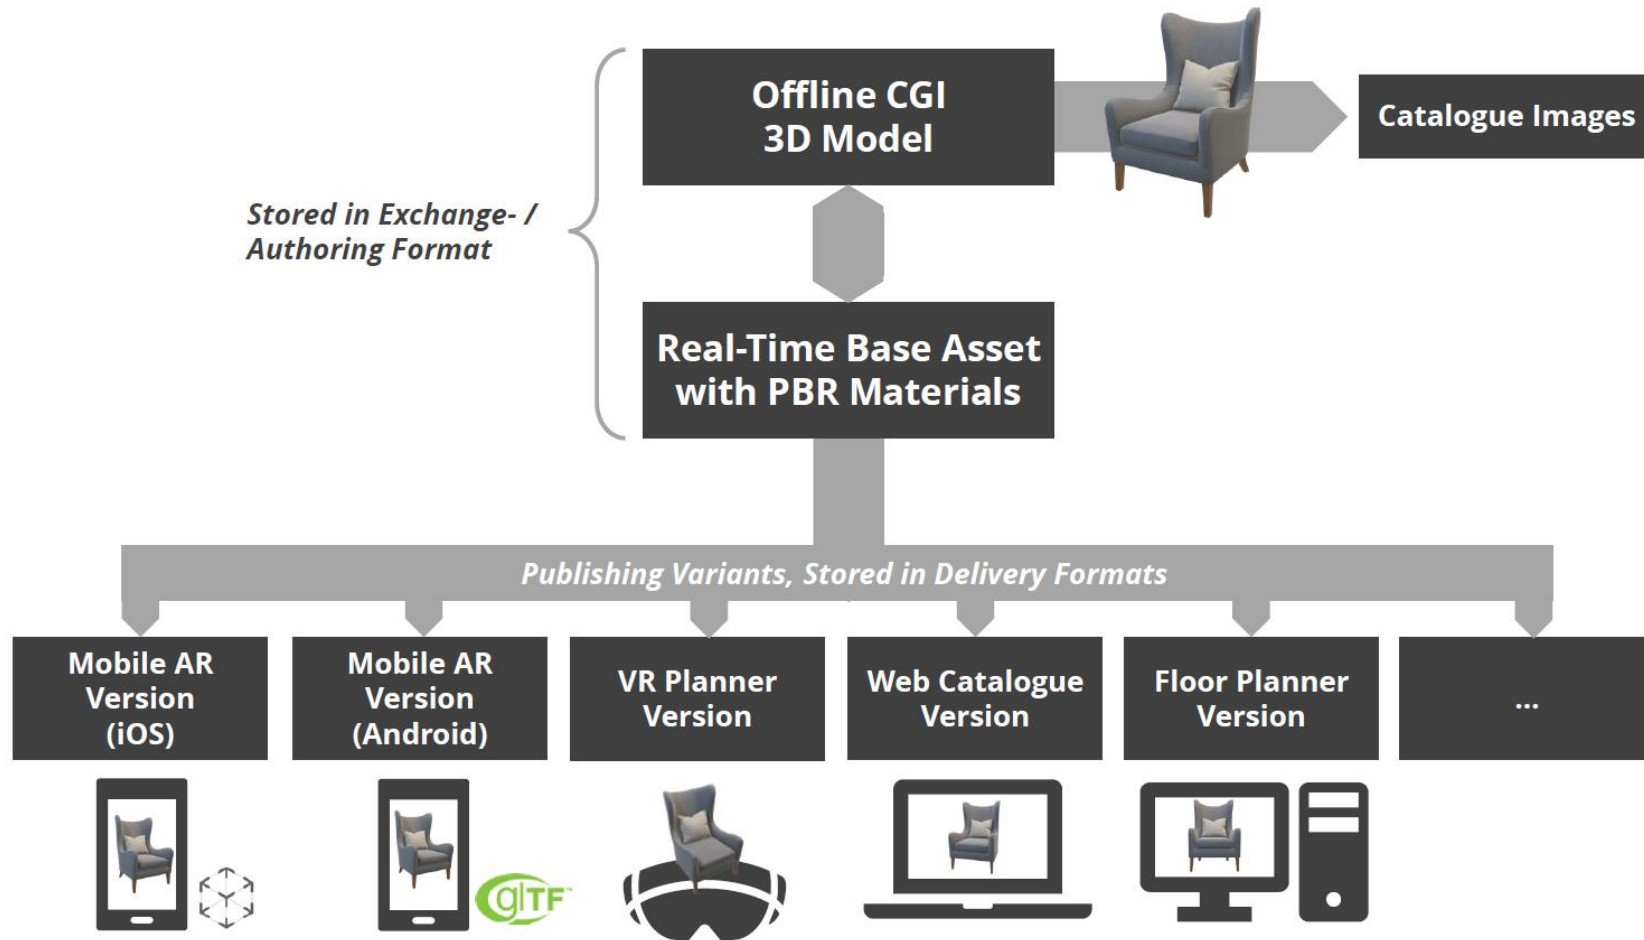 Offline CGI
3D Model
Catalogue Images
Stored in Exchange- /
Authoring Format
Real-Time Base Asset
with PBR Materials
Publishing Variants, Stored in Delivery Formats
Mobile AR
Version
(iOS)
Mobile AR
Version
(Android)
VR Planner
Version
Web Catalogue
Version
Floor Planner
Version
...
glTF™